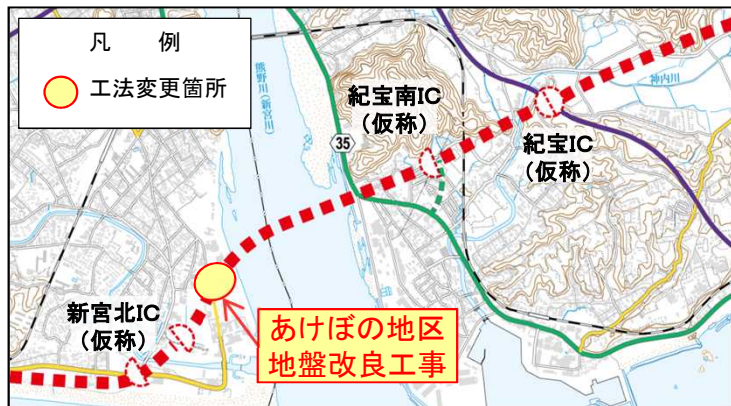 凡　例
工法変更箇所
熊野川(新宮川)
紀宝南IC
(仮称)
神内川
35
紀宝IC
(仮称)
新宮北IC
(仮称)
あけぼの地区
地盤改良工事